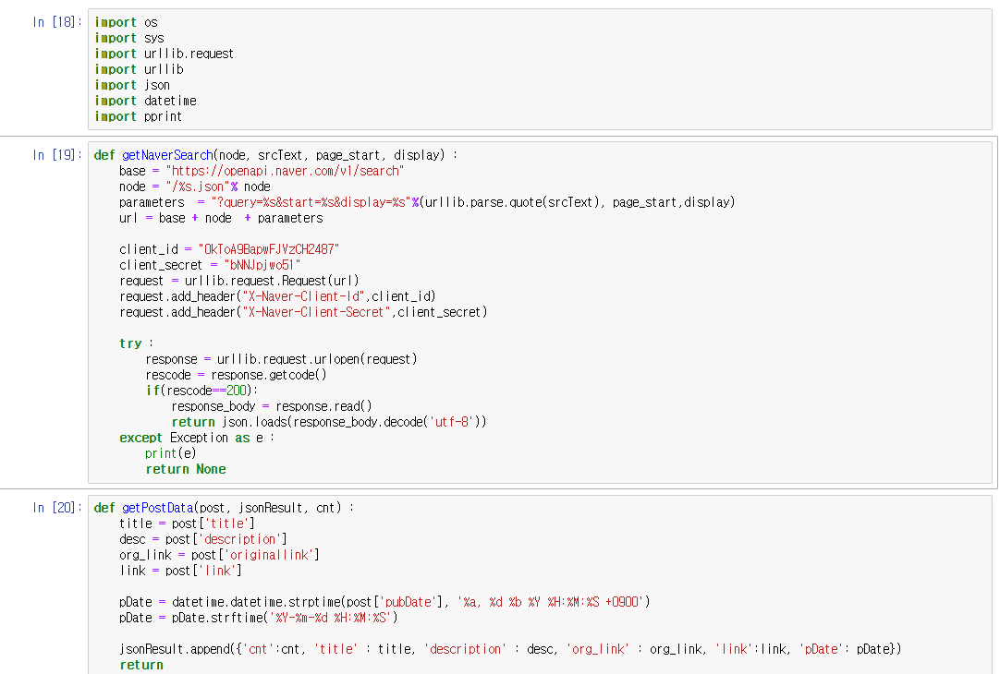 In [18]:
import os
import sys
import urllib.request
import urllib
import json
import datetime
import pprint
In [19]:
def getNaverSearch(node, srcText, page_start, display) :
    base = "https://openapi.naver.com/v1/search"
    node = "/%s.json"% node
    parameters  = "?query=%s&start=%s&display=%s"%(urllib.parse.quote(srcText), page_start,display)
    url = base + node  + parameters

    client_id = "OkToA9BapwFJVzCH2487"
    client_secret = "bNNJpjwo51"
    request = urllib.request.Request(url)
    request.add_header("X-Naver-Client-Id",client_id)
    request.add_header("X-Naver-Client-Secret",client_secret)

    try :
        response = urllib.request.urlopen(request)
        rescode = response.getcode()
        if(rescode==200):
            response_body = response.read()
            return json.loads(response_body.decode('utf-8'))
    except Exception as e :
        print(e)
        return None
In [20]:
def getPostData(post, jsonResult, cnt) :
    title = post['title']
    desc = post['description']
    org_link = post['originallink']
    link = post['link']

    pDate = datetime.datetime.strptime(post['pubDate'], '%a, %d %b %Y %H:%M:%S +0900')
    pDate = pDate.strftime('%Y-%m-%d %H:%M:%S')

    jsonResult.append({'cnt':cnt, 'title' : title, 'description' : desc, 'org_link' : org_link, 'link':link, 'pDate': pDate})
    return